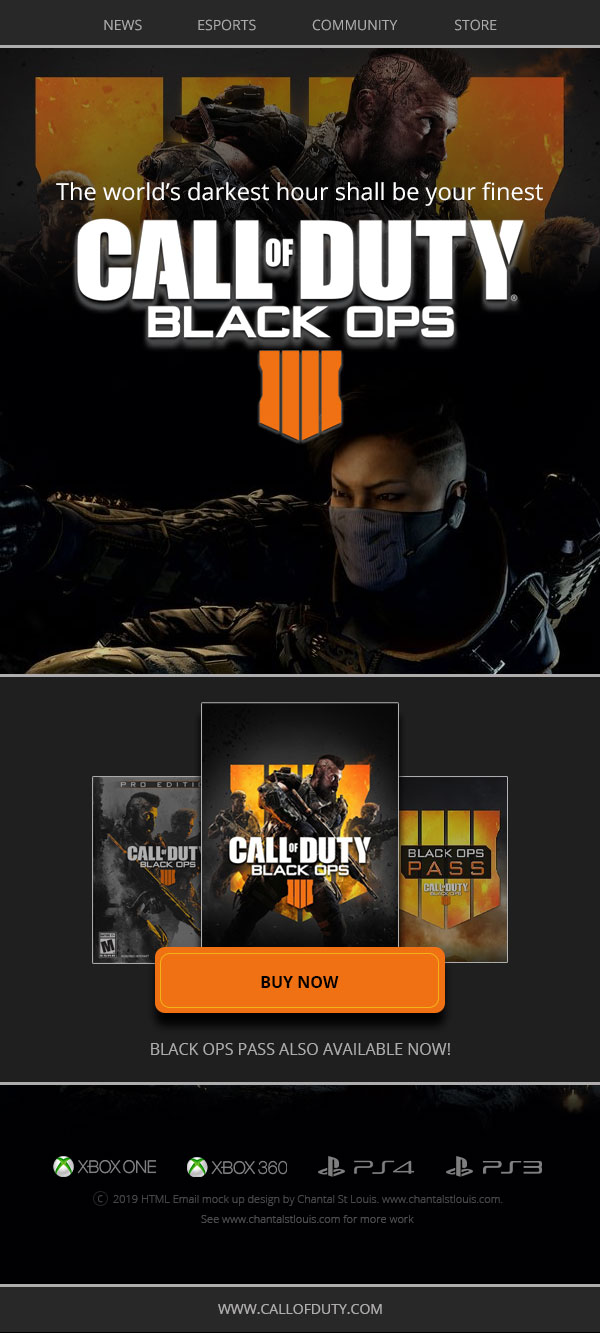 NEWS ESPORTS COMMUNITY STORE
The world's darkest hour shall be your finest
CALL OF DUTY®
BLACK OPS
IIII
PRO EDITI
CALL OF DUTY
BLACK OPS
IIII
M
CALL OF DUTY
BLACK OPS
IIII
BLACK OPS
PASS
CALL OF DUTY
BLACK OPS
IIII
BUY NOW
BLACK OPS PASS ALSO AVAILABLE NOW!
XBOX ONE XBOX 360 PS4 PS3
© 2019 HTML Email mock up design by Chantal St Louis. www.chantalstlouis.com.
See www.chantalstlouis.com for more work
WWW.CALLOFDUTY.COM